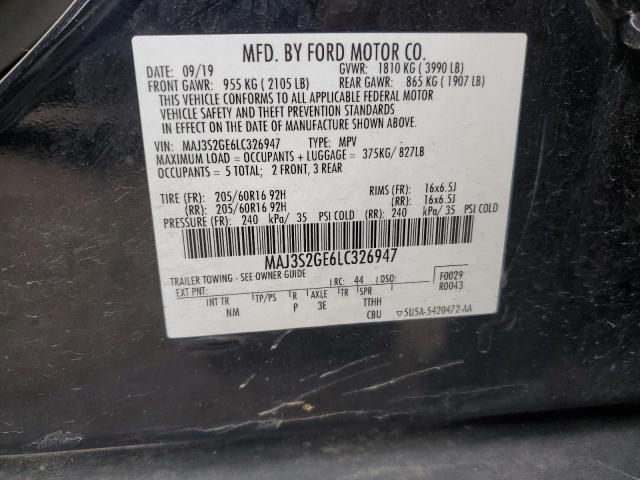 MFD. BY FORD MOTOR CO.
DATE: 09/19 GVWR: 1810 KG ( 3990 LB)
FRONT GAWR: 955 KG ( 2105 LB) REAR GAWR: 865 KG ( 1907 LB)
THIS VEHICLE CONFORMS TO ALL APPLICABLE FEDERAL MOTOR
VEHICLE SAFETY AND THEFT PREVENTION STANDARDS
IN EFFECT ON THE DATE OF MANUFACTURE SHOWN ABOVE.
VIN: MAJ3S2GE6LC326947 TYPE: MPV
MAXIMUM LOAD = OCCUPANTS + LUGGAGE = 375KG/ 827LB
OCCUPANTS = 5 TOTAL; 2 FRONT, 3 REAR
TIRE (FR): 205/60R16 92H RIMS (FR): 16x6.5J
(RR): 205/60R16 92H (RR): 16x6.5J
PRESSURE (FR): 240 kPa/ 35 PSI COLD (RR): 240 kPa/ 35 PSI COLD
MAJ3S2GE6LC326947
TRAILER TOWING - SEE OWNER GUIDE
EXT PNT: RC: 44 DSO: F0029
R0043
INT TR TP/PS R AXLE TR SPR
NM P 3E TTHH
CBU 5U5A-5420472-AA